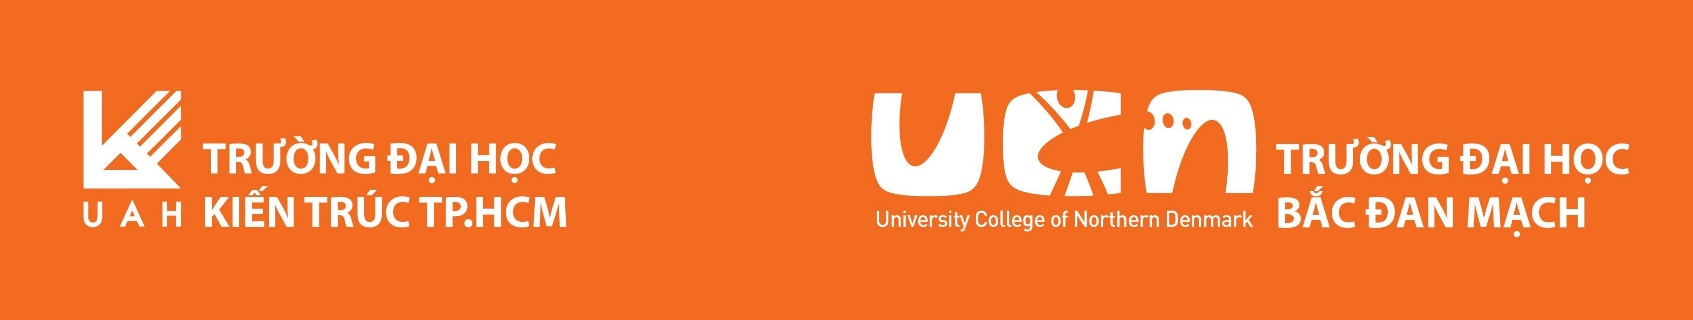 UAH
TRƯỜNG ĐẠI HỌC
KIẾN TRÚC TP.HCM
ucn
University College of Northern Denmark
TRƯỜNG ĐẠI HỌC
BẮC ĐAN MẠCH